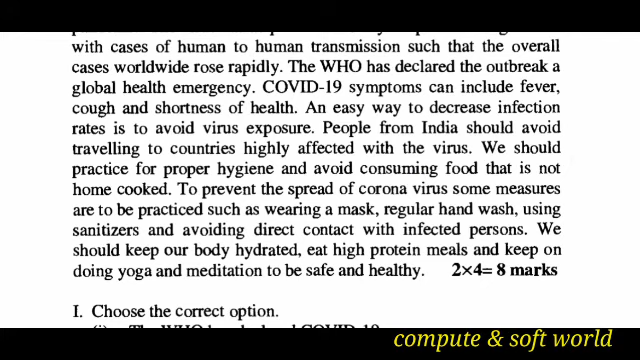 with cases of human to human transmission such that the overall
cases worldwide rose rapidly. The WHO has declared the outbreak a
global health emergency. COVID-19 symptoms can include fever,
cough and shortness of health. An easy way to decrease infection
rates is to avoid virus exposure. People from India should avoid
travelling to countries highly affected with the virus. We should
practice for proper hygiene and avoid consuming food that is not
home cooked. To prevent the spread of corona virus some measures
are to be practiced such as wearing a mask, regular hand wash, using
sanitizers and avoiding direct contact with infected persons. We
should keep our body hydrated, eat high protein meals and keep on
doing yoga and meditation to be safe and healthy. 2×4= 8 marks
I. Choose the correct option.
compute & soft world